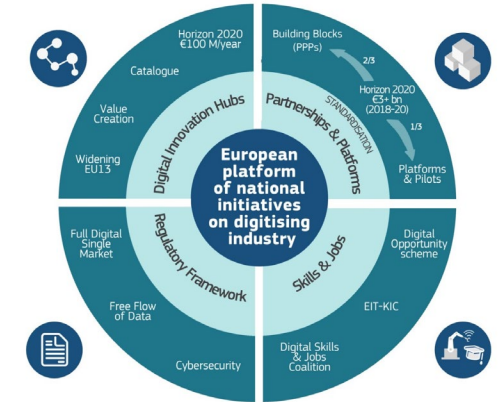 European
platform
of national
initiatives
on digitising
industry
Digital Innovation Hubs
Horizon 2020
€100 M/year
Catalogue
Value
Creation
Widening
EU13
Partnerships & Platforms
STANDARDISATION
Building Blocks
(PPPs)
2/3
Horizon 2020
€3+ bn
(2018-20)
1/3
Platforms
& Pilots
Regulatory Framework
Full Digital
Single
Market
Free Flow
of Data
Cybersecurity
Skills & Jobs
Digital
Opportunity
scheme
EIT-KIC
Digital Skills
& Jobs
Coalition